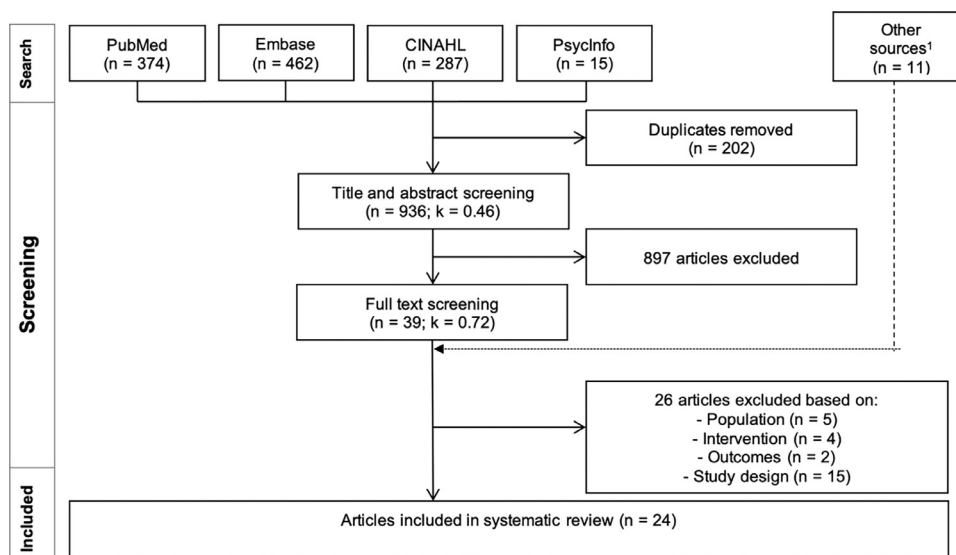 Search
PubMed
(n = 374)
Embase
(n = 462)
CINAHL
(n = 287)
PsycInfo
(n = 15)
Other
sources¹
(n = 11)
Screening
Duplicates removed
(n = 202)
Title and abstract screening
(n = 936; k = 0.46)
897 articles excluded
Full text screening
(n = 39; k = 0.72)
26 articles excluded based on:
- Population (n = 5)
- Intervention (n = 4)
- Outcomes (n = 2)
- Study design (n = 15)
Included
Articles included in systematic review (n = 24)